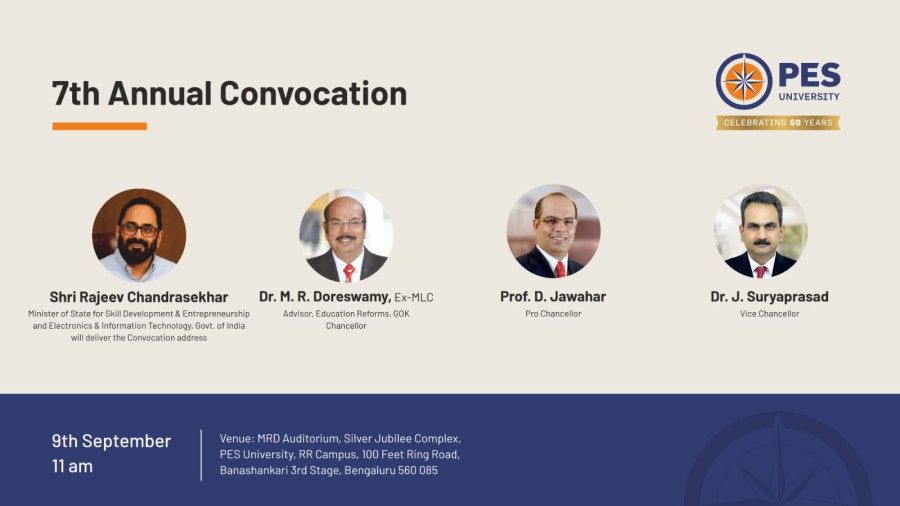 7th Annual Convocation
PES
UNIVERSITY
CELEBRATING 50 YEARS
Shri Rajeev Chandrasekhar
Minister of State for Skill Development & Entrepreneurship
and Electronics & Information Technology, Govt. of India
will deliver the Convocation address
Dr. M. R. Doreswamy, Ex-MLC
Advisor, Education Reforms, GOK
Chancellor
Prof. D. Jawahar
Pro Chancellor
Dr. J. Suryaprasad
Vice Chancellor
9th September
11 am
Venue: MRD Auditorium, Silver Jubilee Complex,
PES University, RR Campus, 100 Feet Ring Road,
Banashankari 3rd Stage, Bengaluru 560 085